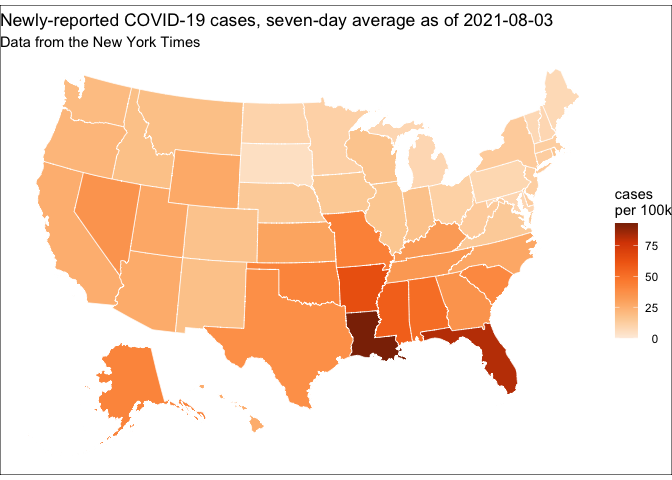 Newly-reported COVID-19 cases, seven-day average as of 2021-08-03
Data from the New York Times
cases
per 100k
75
50
25
0